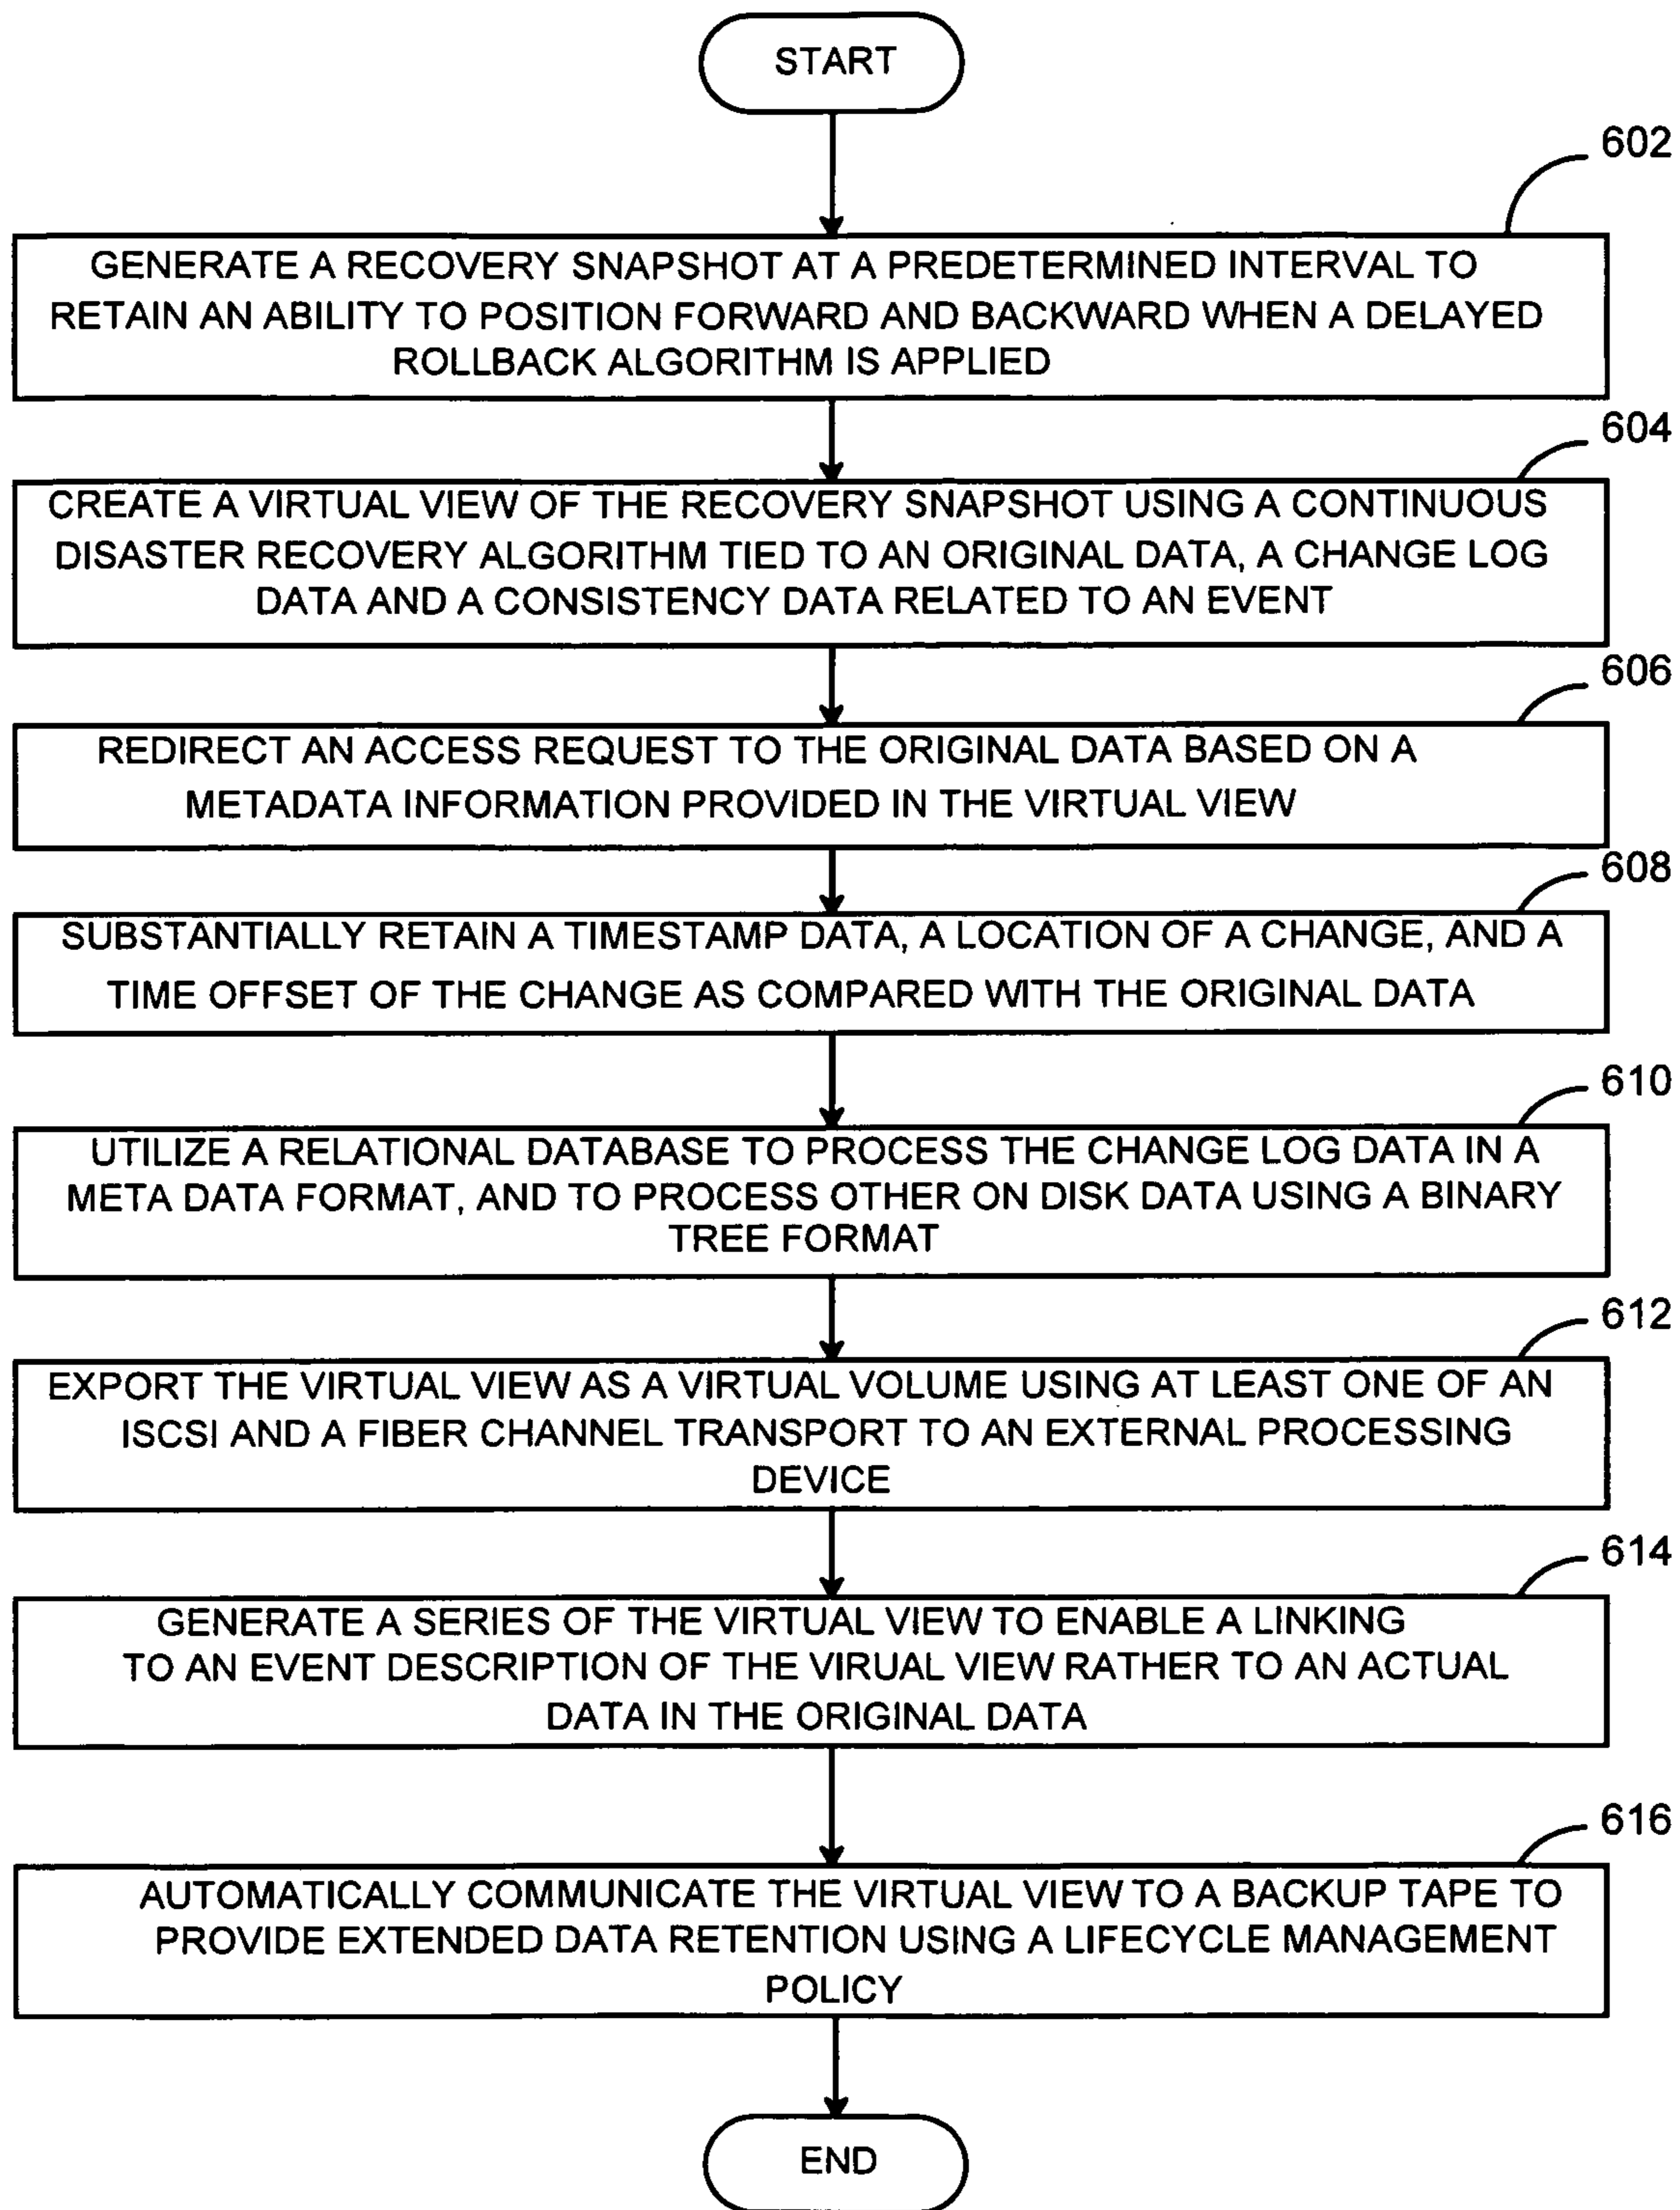 START
602
GENERATE A RECOVERY SNAPSHOT AT A PREDETERMINED INTERVAL TO
RETAIN AN ABILITY TO POSITION FORWARD AND BACKWARD WHEN A DELAYED
ROLLBACK ALGORITHM IS APPLIED
604
CREATE A VIRTUAL VIEW OF THE RECOVERY SNAPSHOT USING A CONTINUOUS
DISASTER RECOVERY ALGORITHM TIED TO AN ORIGINAL DATA, A CHANGE LOG
DATA AND A CONSISTENCY DATA RELATED TO AN EVENT
606
REDIRECT AN ACCESS REQUEST TO THE ORIGINAL DATA BASED ON A
METADATA INFORMATION PROVIDED IN THE VIRTUAL VIEW
608
SUBSTANTIALLY RETAIN A TIMESTAMP DATA, A LOCATION OF A CHANGE, AND A
TIME OFFSET OF THE CHANGE AS COMPARED WITH THE ORIGINAL DATA
610
UTILIZE A RELATIONAL DATABASE TO PROCESS THE CHANGE LOG DATA IN A
META DATA FORMAT, AND TO PROCESS OTHER ON DISK DATA USING A BINARY
TREE FORMAT
612
EXPORT THE VIRTUAL VIEW AS A VIRTUAL VOLUME USING AT LEAST ONE OF AN
ISCSI AND A FIBER CHANNEL TRANSPORT TO AN EXTERNAL PROCESSING
DEVICE
614
GENERATE A SERIES OF THE VIRTUAL VIEW TO ENABLE A LINKING
TO AN EVENT DESCRIPTION OF THE VIRUAL VIEW RATHER TO AN ACTUAL
DATA IN THE ORIGINAL DATA
616
AUTOMATICALLY COMMUNICATE THE VIRTUAL VIEW TO A BACKUP TAPE TO
PROVIDE EXTENDED DATA RETENTION USING A LIFECYCLE MANAGEMENT
POLICY
END